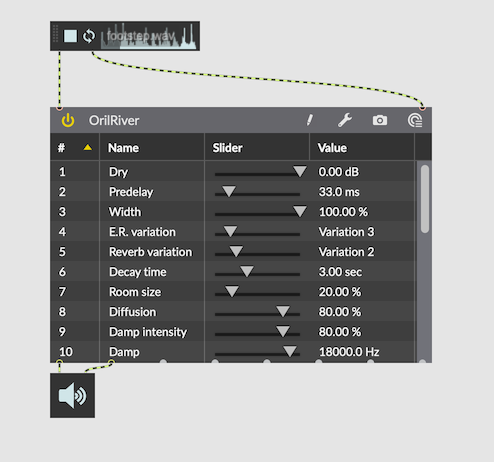 footstep.wav
OrilRiver
# Name Slider Value
1 Dry 0.00 dB
2 Predelay 33.0 ms
3 Width 100.00 %
4 E.R. variation Variation 3
5 Reverb variation Variation 2
6 Decay time 3.00 sec
7 Room size 20.00 %
8 Diffusion 80.00 %
9 Damp intensity 80.00 %
10 Damp 18000.0 Hz